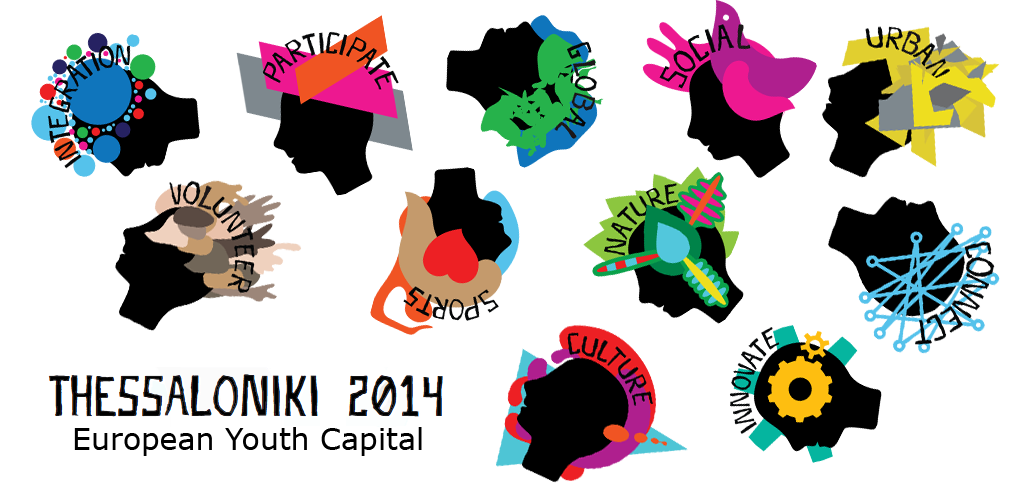 INTEGRATION
PARTICIPATE
GLOBAL
SOCIAL
URBAN
VOLUNTEER
SPORTS
NATURE
CONNECT
CULTURE
INNOVATE
THESSALONIKI 2014
European Youth Capital